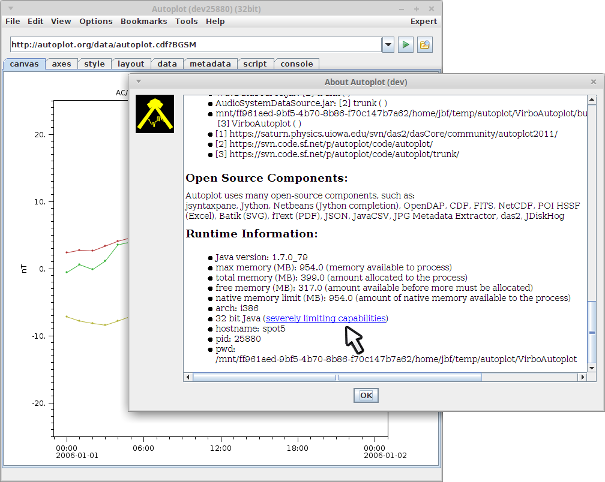 Autoplot (dev25880) (32bit)
File Edit View Options Bookmarks Tools Help Expert
http://autoplot.org/data/autoplot.cdf?BGSM
canvas axes style layout data metadata script console
AC/
20.
10.
0.
-10.
-20.
nT
00:00 06:00 12:00 18:00 00:00
2006-01-01 2006-01-02
About Autoplot (dev)
AudioSystemDataSource.jar: [2] trunk ( )
mnt/ff961aed-9bf5-4b70-8b86-f70c147b7a62/home/jbf/temp/autoplot/VirboAutoplot/bu
[3]VirboAutoplot ( )
[1] https://saturn.physics.uiowa.edu/svn/das2/dasCore/community/autoplot2011/
[2] https://svn.code.sf.net/p/autoplot/code/autoplot/
[3] https://svn.code.sf.net/p/autoplot/code/autoplot/trunk/
Open Source Components:
Autoplot uses many open-source components, such as:
jsyntaxpane, Jython, Netbeans (Jython completion), OpenDAP, CDF, FITS, NetCDF, POI HSSF
(Excel), Batik (SVG), iText (PDF), JSON, JavaCSV, JPG Metadata Extractor, das2, JDiskHog
Runtime Information:
Java version: 1.7.0_79
max memory (MB): 954.0 (memory available to process)
total memory (MB): 399.0 (amount allocated to the process)
free memory (MB): 317.0 (amount available before more must be allocated)
native memory limit (MB): 954.0 (amount of native memory available to the process)
arch: i386
32 bit Java (severely limiting capabilities)
hostname: spot5
pid: 25880
pwd:
/mnt/ff961aed-9bf5-4b70-8b86-f70c147b7a62/home/jbf/temp/autoplot/VirboAutoplot
OK